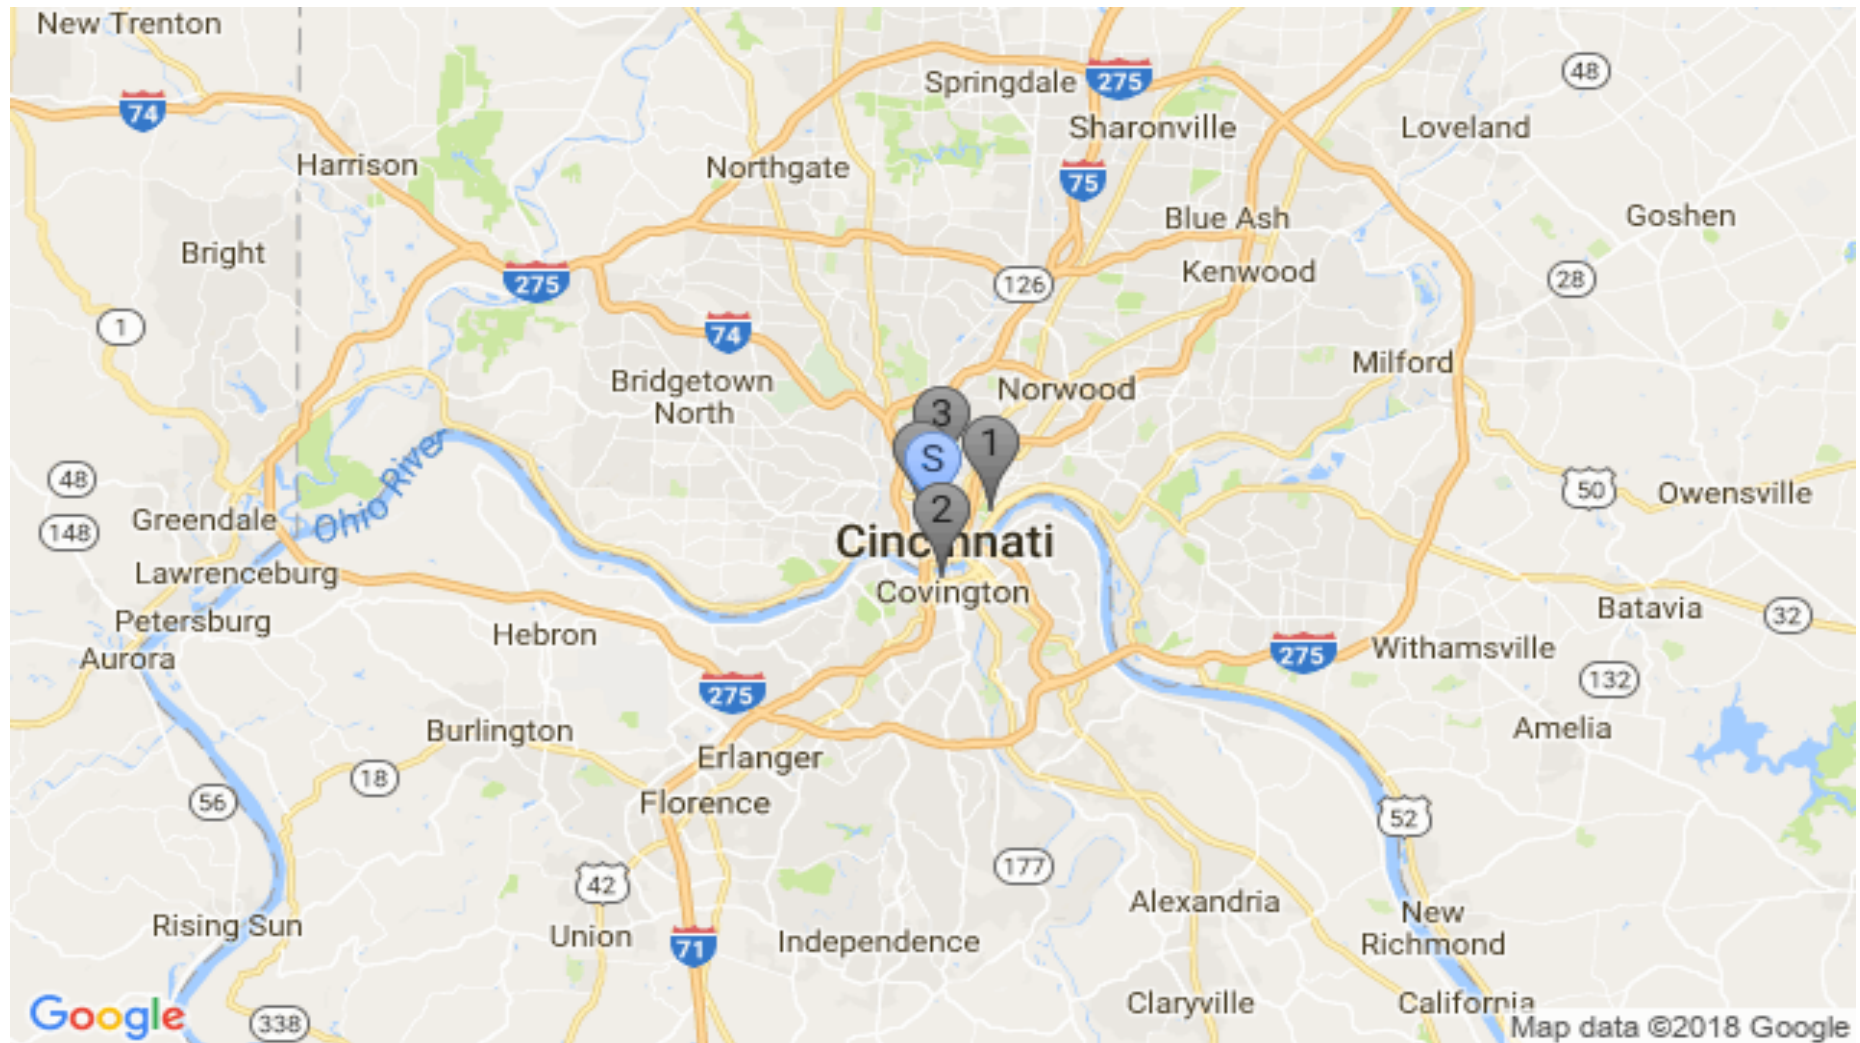 New Trenton
48
Springdale
275
74
Sharonville
Loveland
Harrison
Northgate
75
Blue Ash
Goshen
Bright
Kenwood
275
126
28
1
74
Milford
Bridgetown
North
Norwood
3
1
S
Ohio River
48
50
Owensville
2
Greendale
148
Cincinnati
Lawrenceburg
Covington
Batavia
32
Petersburg
Hebron
Withamsville
275
Aurora
132
275
Burlington
Amelia
Erlanger
18
56
Florence
52
177
42
Alexandria
New
Richmond
Rising Sun
Union
71
Independence
Claryville
California
Google
338
Map data ©2018 Google